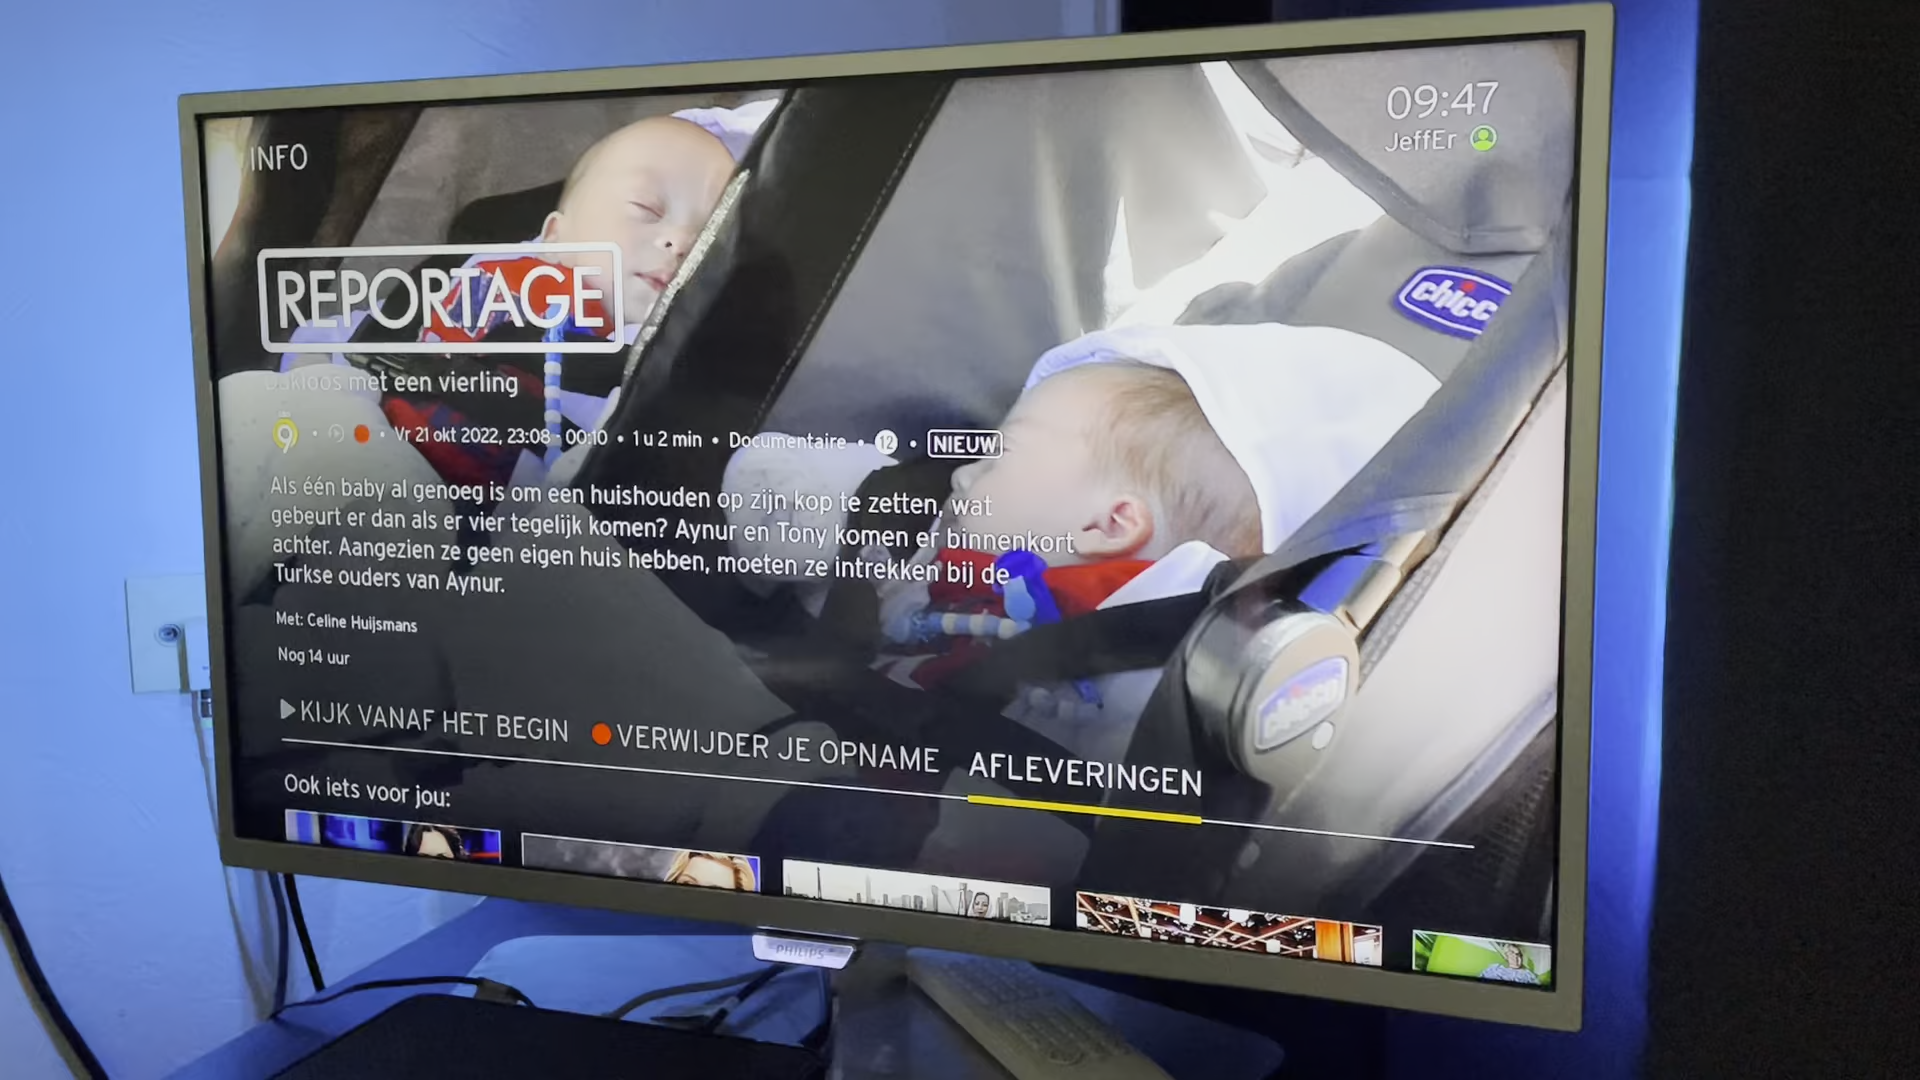 09:47
INFO
JeffEr
REPORTAGE
Dakloos met een vierling
9 • Vr 21 okt 2022, 23:08 - 00:10 • 1 u 2 min • Documentaire • 12 • NIEUW
Als één baby al genoeg is om een huishouden op zijn kop te zetten, wat
gebeurt er dan als er vier tegelijk komen? Aynur en Tony komen er binnenkort
achter. Aangezien ze geen eigen huis hebben, moeten ze intrekken bij de
Turkse ouders van Aynur.
Met: Celine Huijsmans
Nog 14 uur
KIJK VANAF HET BEGIN VERWIJDER JE OPNAME AFLEVERINGEN
Ook iets voor jou:
chicco
chicco
PHILIPS